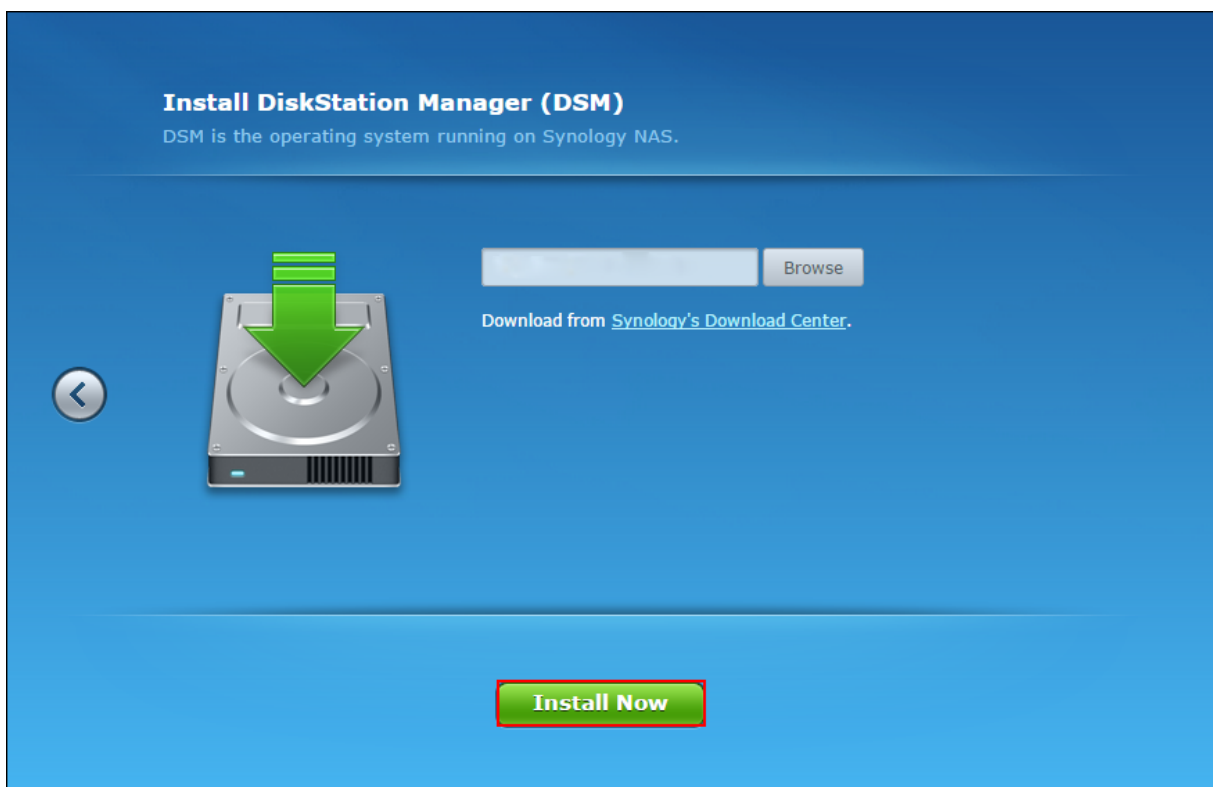 Install DiskStation Manager (DSM)
DSM is the operating system running on Synology NAS.
Browse
Download from Synology's Download Center.
Install Now